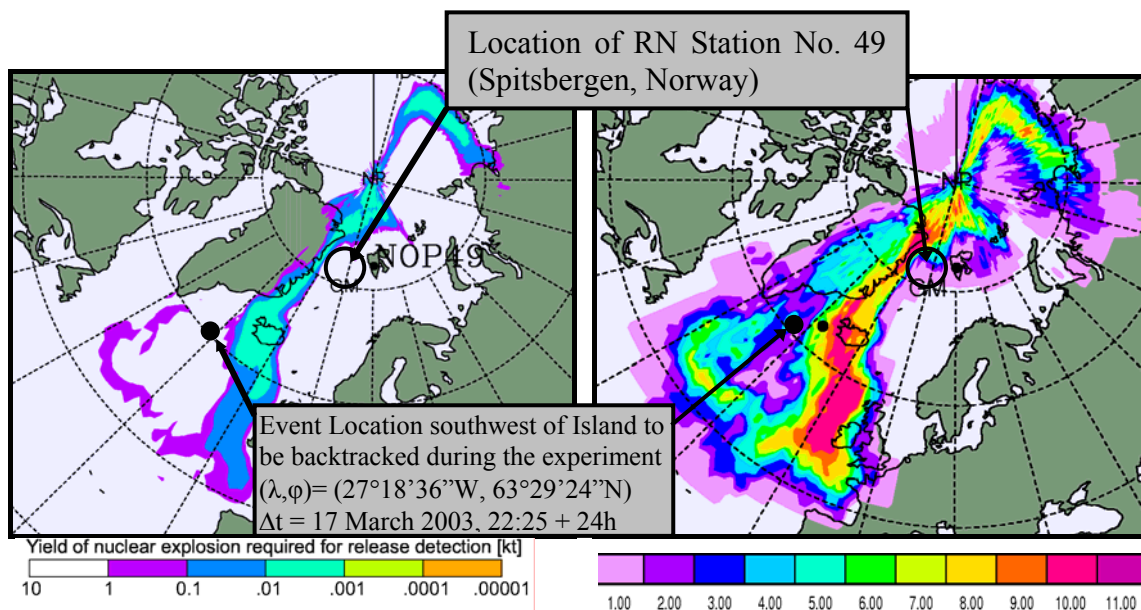 Location of RN Station No. 49
(Spitsbergen, Norway)
NP
NOP49
NP
Event Location southwest of Island to
be backtracked during the experiment
(λ,φ)= (27°18’36”W, 63°29’24”N)
Δt = 17 March 2003, 22:25 + 24h
Yield of nuclear explosion required for release detection [kt]
10 1 0.1 .01 .001 .0001 .00001
1.00 2.00 3.00 4.00 5.00 6.00 7.00 8.00 9.00 10.00 11.00